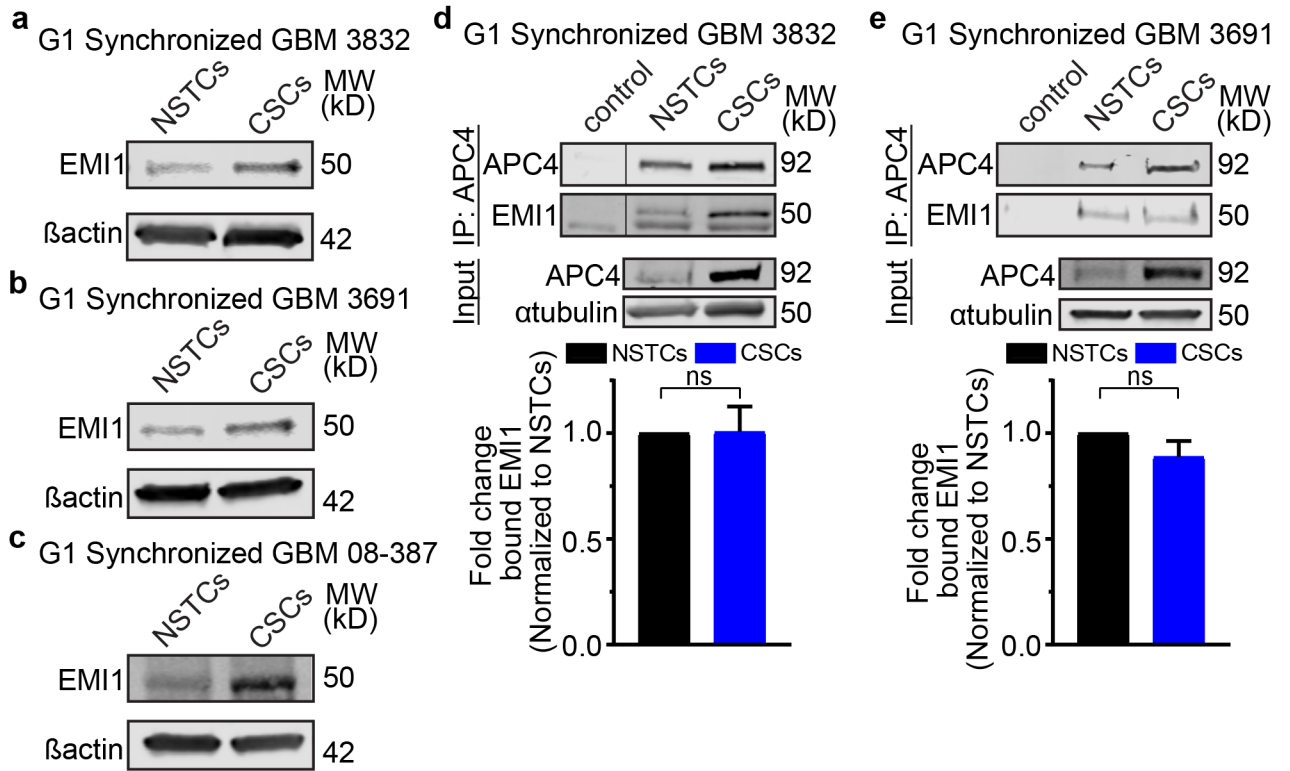 a
G1 Synchronized GBM 3832
NSTCs
CSCs
MW
(kD)
EMI1
50
ßactin
42
b
G1 Synchronized GBM 3691
NSTCs
CSCs
MW
(kD)
EMI1
50
ßactin
42
c
G1 Synchronized GBM 08-387
NSTCs
CSCs
MW
(kD)
EMI1
50
ßactin
42
d
G1 Synchronized GBM 3832
control
NSTCs
CSCs
MW
(kD)
IP: APC4
APC4
92
EMI1
50
Input
APC4
92
αtubulin
50
NSTCs
CSCs
ns
Fold change
bound EMI1
(Normalized to NSTCs)
1.0
0.5
0.0
e
G1 Synchronized GBM 3691
control
NSTCs
CSCs
MW
(kD)
IP: APC4
APC4
92
EMI1
50
Input
APC4
92
αtubulin
50
NSTCs
CSCs
ns
Fold change
bound EMI1
(Normalized to NSTCs)
1.0
0.5
0.0